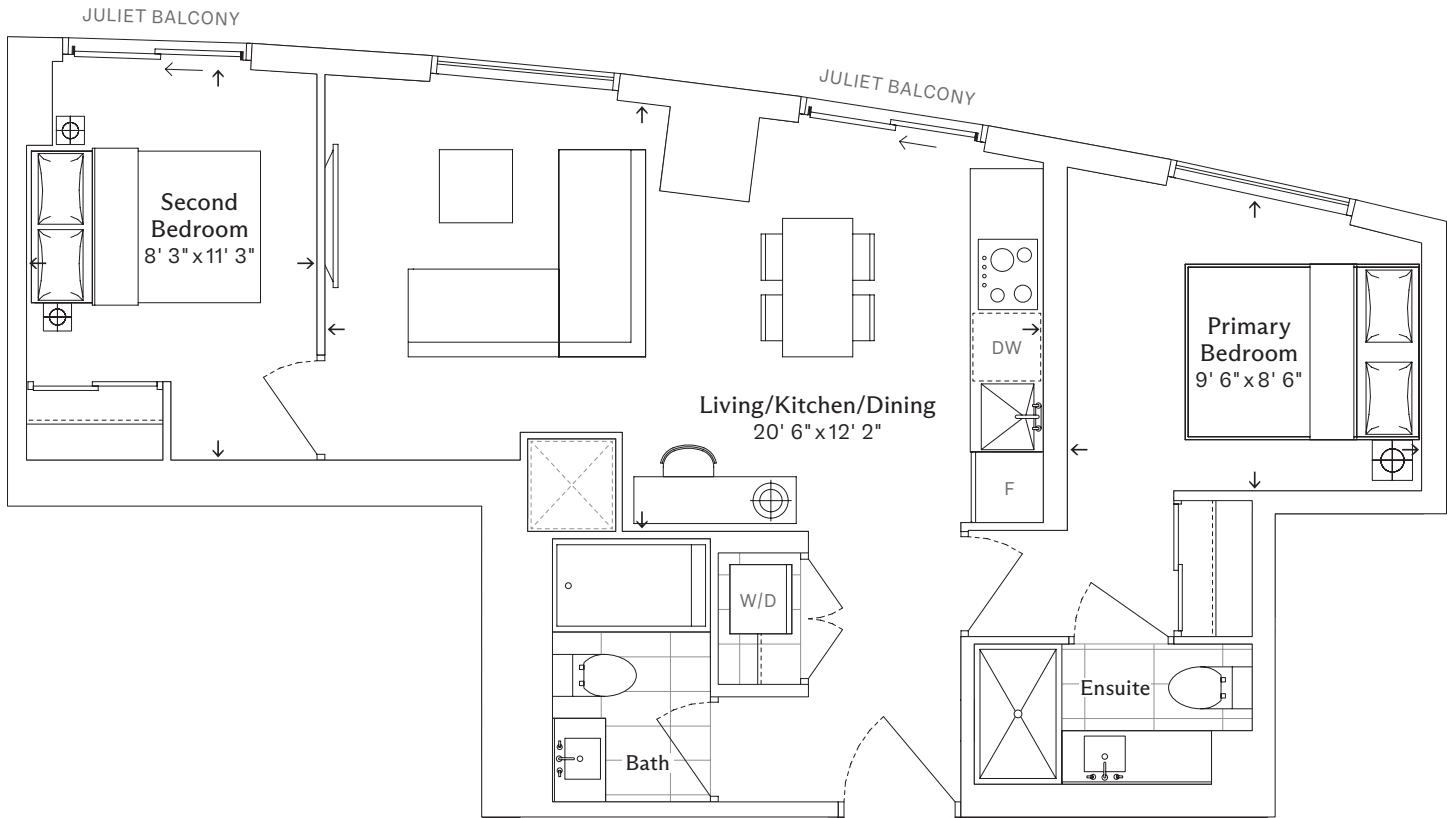 JULIET BALCONY
JULIET BALCONY
Second
Bedroom
8' 3" x 11' 3"
Primary
Bedroom
9' 6" x 8' 6"
DW
Living/Kitchen/Dining
20' 6" x 12' 2"
F
W/D
Ensuite
Bath